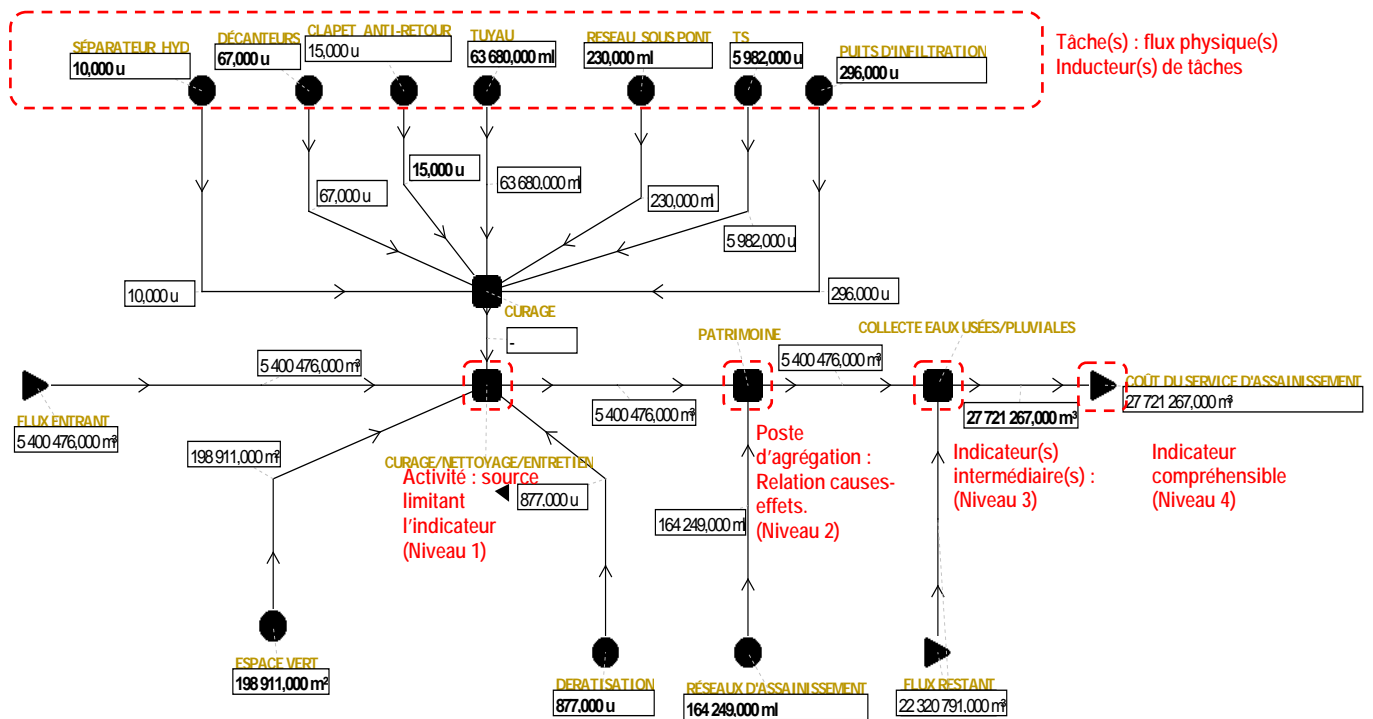 SÉPARATEUR HYD
10,000 u
DÉCANTEURS
67,000 u
CLAPET ANTI-RETOUR
15,000 u
TUYAU
63 680,000 ml
RESEAU SOUS PONT
230,000 ml
TS
5 982,000 u
PUITS D'INFILTRATION
296,000 u
Tâche(s) : flux physique(s)
Inducteur(s) de tâches
67,000 u
15,000 u
63 680,000 ml
230,000 ml
5 982,000 u
10,000 u
296,000 u
CURAGE
-
FLUX ENTRANT
5 400 476,000 m³
5 400 476,000 m³
198 911,000 m²
CURAGE/NETTOYAGE/ENTRETIEN
Activité : source
limitant
l'indicateur
(Niveau 1)
877,000 u
5 400 476,000 m³
PATRIMOINE
Poste
d'agrégation :
Relation causes-
effets.
(Niveau 2)
164 249,000 ml
5 400 476,000 m³
COLLECTE EAUX USÉES/PLUVIALES
27 721 267,000 m³
Indicateur(s)
intermédiaire(s) :
(Niveau 3)
COÛT DU SERVICE D'ASSAINISSEMENT
27 721 267,000 m³
Indicateur
compréhensible
(Niveau 4)
ESPACE VERT
198 911,000 m²
DERATISATION
877,000 u
RÉSEAUX D'ASSAINISSEMENT
164 249,000 ml
FLUX RESTANT
22 320 791,000 m³